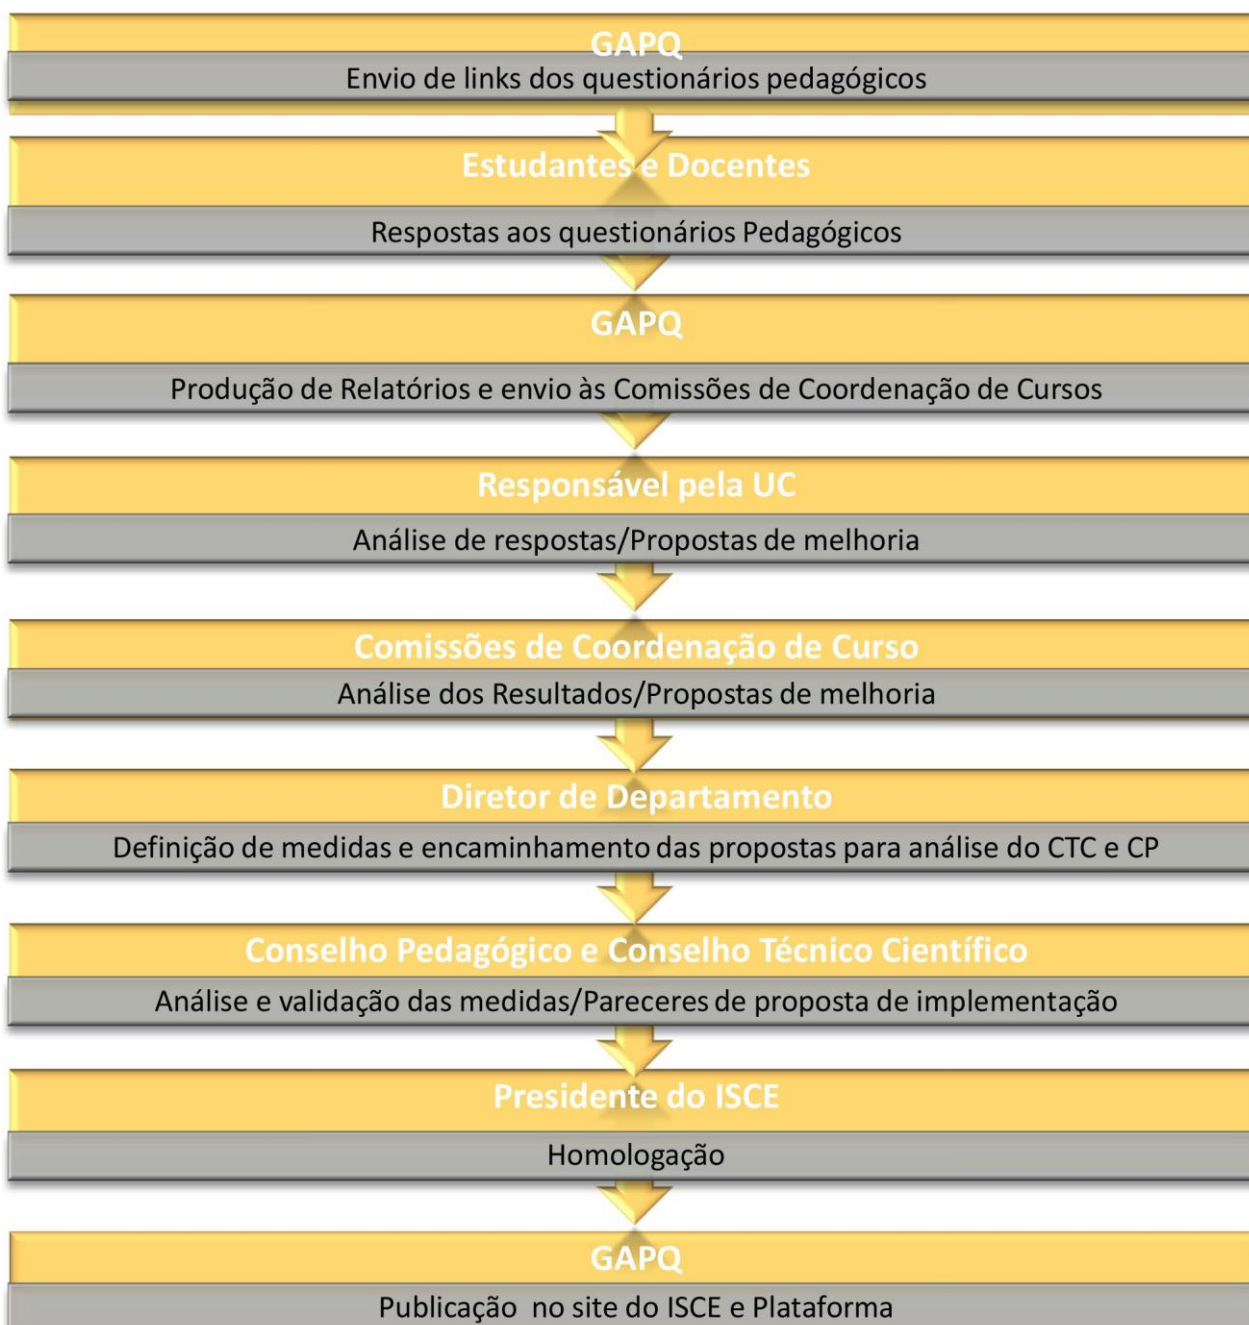 GAPQ
Envio de links dos questionários pedagógicos
Estudantes e Docentes
Respostas aos questionários Pedagógicos
GAPQ
Produção de Relatórios e envio às Comissões de Coordenação de Cursos
Responsável pela UC
Análise de respostas/Propostas de melhoria
Comissões de Coordenação de Curso
Análise dos Resultados/Propostas de melhoria
Diretor de Departamento
Definição de medidas e encaminhamento das propostas para análise do CTC e CP
Conselho Pedagógico e Conselho Técnico Científico
Análise e validação das medidas/Pareceres de proposta de implementação
Presidente do ISCE
Homologação
GAPQ
Publicação no site do ISCE e Plataforma